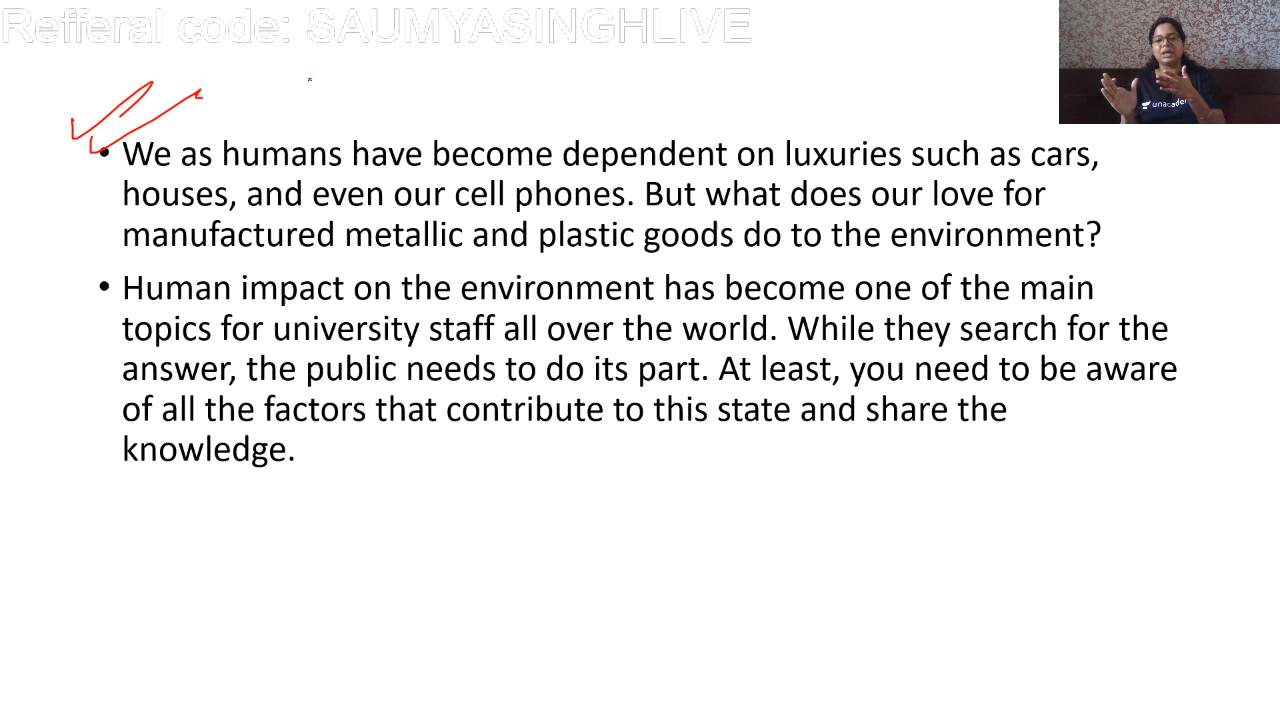 Refferal code: SAUMYASINGHLIVE
unacade
• We as humans have become dependent on luxuries such as cars,
houses, and even our cell phones. But what does our love for
manufactured metallic and plastic goods do to the environment?
• Human impact on the environment has become one of the main
topics for university staff all over the world. While they search for the
answer, the public needs to do its part. At least, you need to be aware
of all the factors that contribute to this state and share the
knowledge.